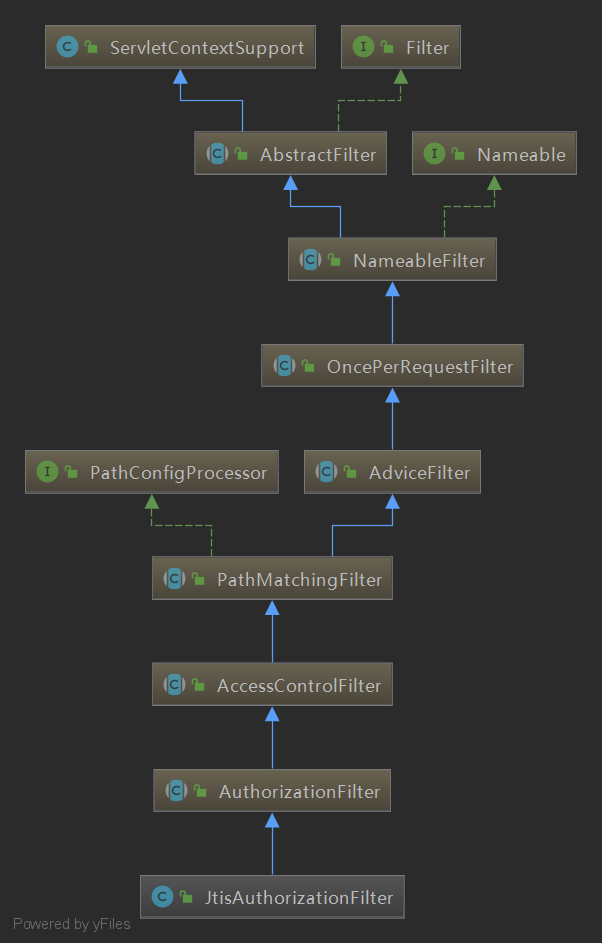 ServletContextSupport
Filter
AbstractFilter
Nameable
NameableFilter
OncePerRequestFilter
PathConfigProcessor
AdviceFilter
PathMatchingFilter
AccessControlFilter
AuthorizationFilter
JtisAuthorizationFilter
Powered by yFiles